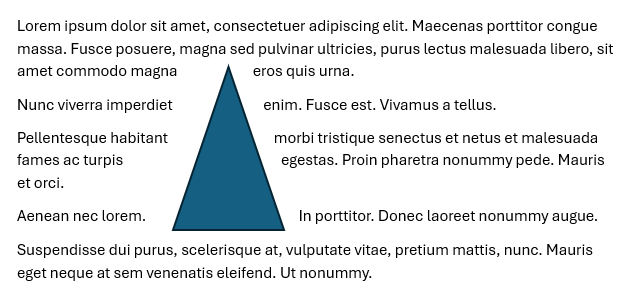 Lorem ipsum dolor sit amet, consectetuer adipiscing elit. Maecenas porttitor congue
massa. Fusce posuere, magna sed pulvinar ultricies, purus lectus malesuada libero, sit
amet commodo magna eros quis urna.
Nunc viverra imperdiet enim. Fusce est. Vivamus a tellus.
Pellentesque habitant morbi tristique senectus et netus et malesuada
fames ac turpis egestas. Proin pharetra nonummy pede. Mauris
et orci.
Aenean nec lorem. In porttitor. Donec laoreet nonummy augue.
Suspendisse dui purus, scelerisque at, vulputate vitae, pretium mattis, nunc. Mauris
eget neque at sem venenatis eleifend. Ut nonummy.